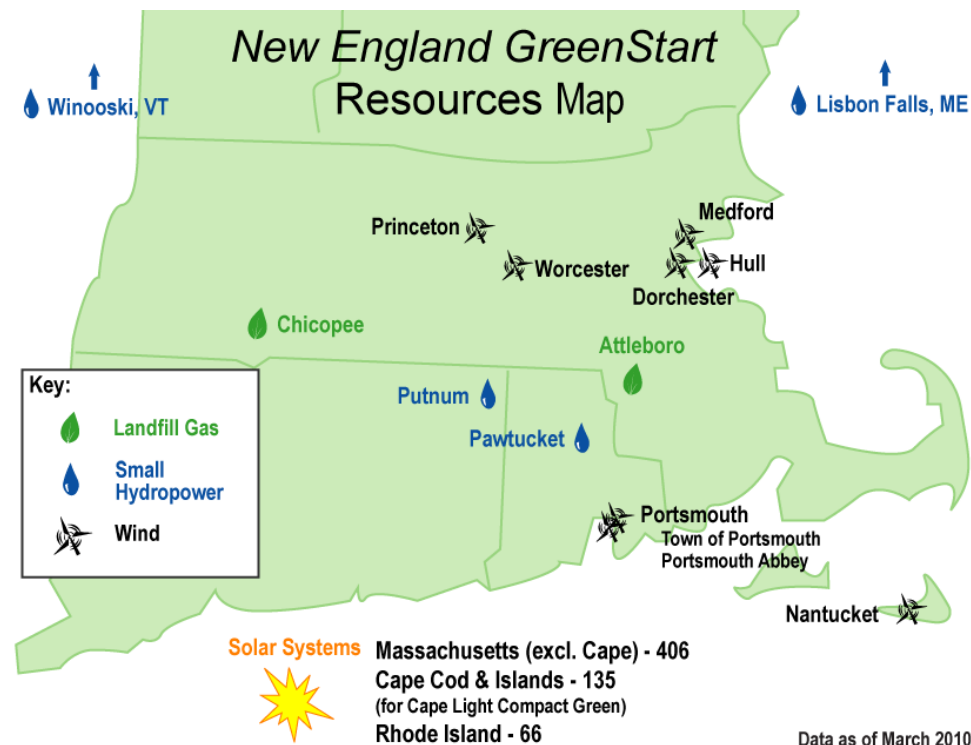 New England GreenStart
Resources Map
Winooski, VT
Lisbon Falls, ME
Medford
Princeton
Hull
Worcester
Dorchester
Chicopee
Attleboro
Key:
Landfill Gas
Small
Hydropower
Wind
Putnum
Pawtucket
Portsmouth
Town of Portsmouth
Portsmouth Abbey
Nantucket
Solar Systems
Massachusetts (excl. Cape) - 406
Cape Cod & Islands - 135
(for Cape Light Compact Green)
Rhode Island - 66
Data as of March 2010